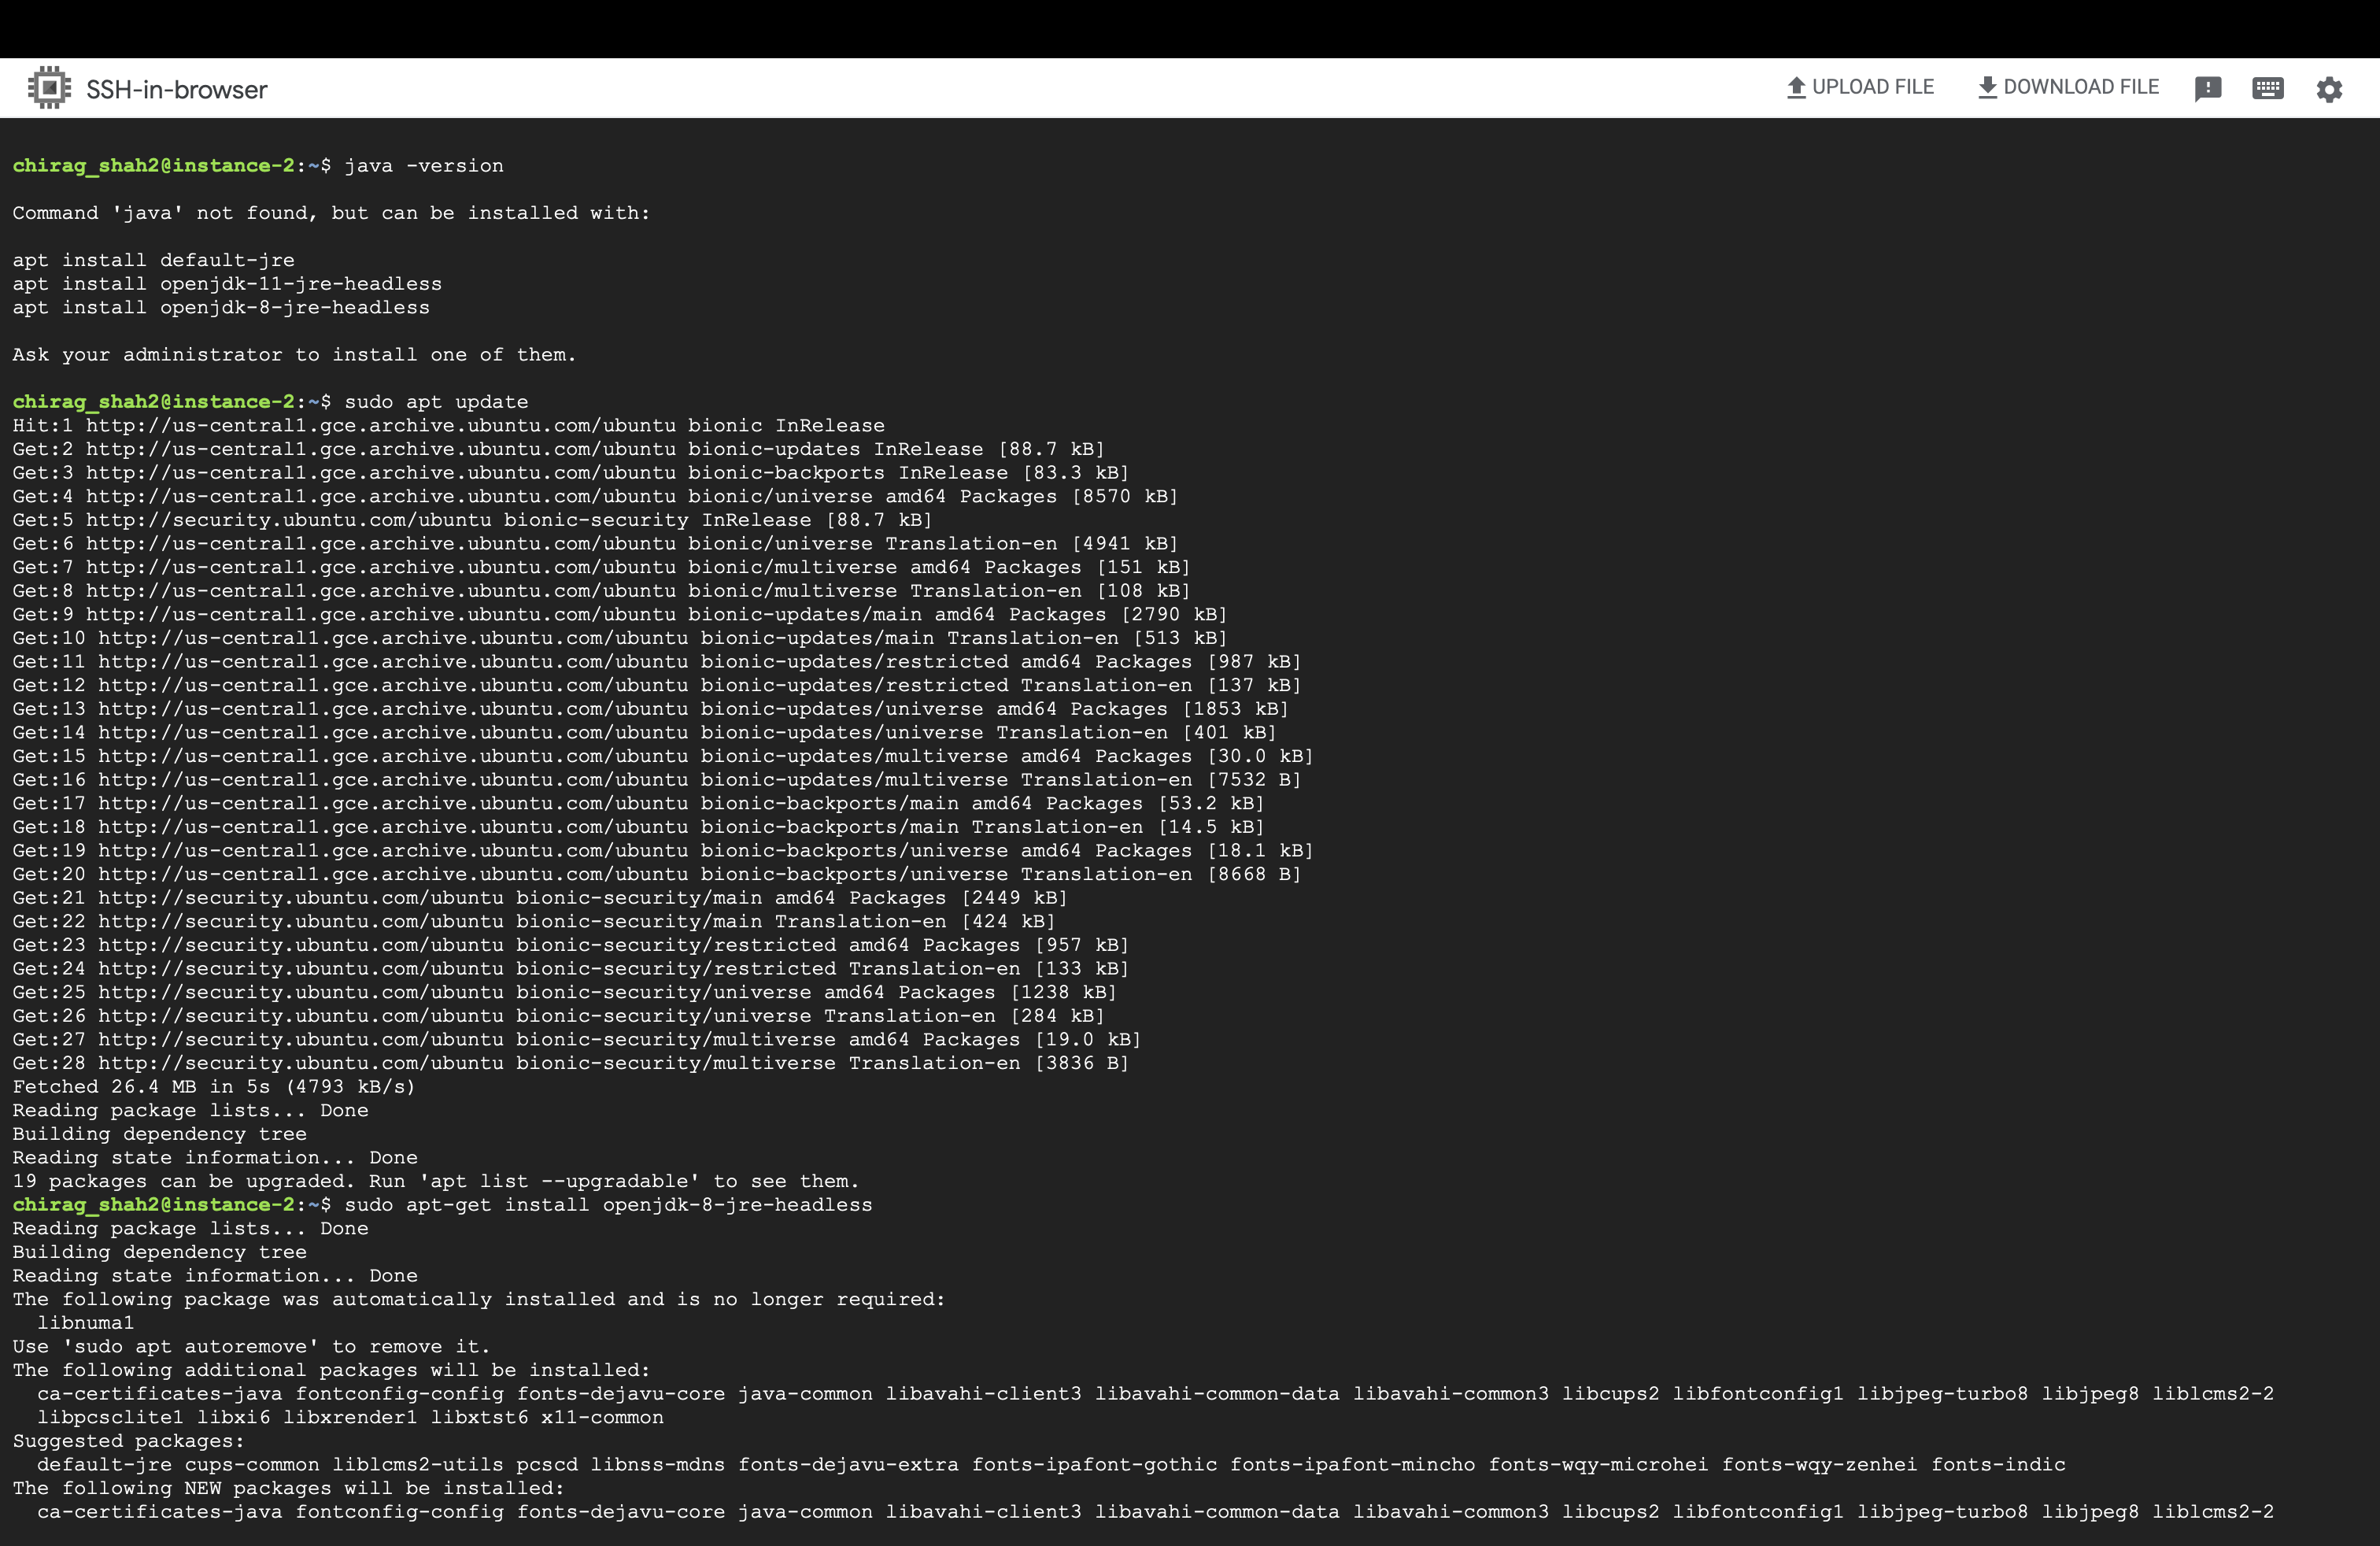 SSH-in-browser
UPLOAD FILE
DOWNLOAD FILE
chirag_shah2@instance-2:~$ java -version
Command 'java' not found, but can be installed with:
apt install default-jre
apt install openjdk-11-jre-headless
apt install openjdk-8-jre-headless
Ask your administrator to install one of them.
chirag_shah2@instance-2:~$ sudo apt update
Hit:1 http://us-central1.gce.archive.ubuntu.com/ubuntu bionic InRelease
Get:2 http://us-central1.gce.archive.ubuntu.com/ubuntu bionic-updates InRelease [88.7 kB]
Get:3 http://us-central1.gce.archive.ubuntu.com/ubuntu bionic-backports InRelease [83.3 kB]
Get:4 http://us-central1.gce.archive.ubuntu.com/ubuntu bionic/universe amd64 Packages [8570 kB]
Get:5 http://security.ubuntu.com/ubuntu bionic-security InRelease [88.7 kB]
Get:6 http://us-central1.gce.archive.ubuntu.com/ubuntu bionic/universe Translation-en [4941 kB]
Get:7 http://us-central1.gce.archive.ubuntu.com/ubuntu bionic/multiverse amd64 Packages [151 kB]
Get:8 http://us-central1.gce.archive.ubuntu.com/ubuntu bionic/multiverse Translation-en [108 kB]
Get:9 http://us-central1.gce.archive.ubuntu.com/ubuntu bionic-updates/main amd64 Packages [2790 kB]
Get:10 http://us-central1.gce.archive.ubuntu.com/ubuntu bionic-updates/main Translation-en [513 kB]
Get:11 http://us-central1.gce.archive.ubuntu.com/ubuntu bionic-updates/restricted amd64 Packages [987 kB]
Get:12 http://us-central1.gce.archive.ubuntu.com/ubuntu bionic-updates/restricted Translation-en [137 kB]
Get:13 http://us-central1.gce.archive.ubuntu.com/ubuntu bionic-updates/universe amd64 Packages [1853 kB]
Get:14 http://us-central1.gce.archive.ubuntu.com/ubuntu bionic-updates/universe Translation-en [401 kB]
Get:15 http://us-central1.gce.archive.ubuntu.com/ubuntu bionic-updates/multiverse amd64 Packages [30.0 kB]
Get:16 http://us-central1.gce.archive.ubuntu.com/ubuntu bionic-updates/multiverse Translation-en [7532 B]
Get:17 http://us-central1.gce.archive.ubuntu.com/ubuntu bionic-backports/main amd64 Packages [53.2 kB]
Get:18 http://us-central1.gce.archive.ubuntu.com/ubuntu bionic-backports/main Translation-en [14.5 kB]
Get:19 http://us-central1.gce.archive.ubuntu.com/ubuntu bionic-backports/universe amd64 Packages [18.1 kB]
Get:20 http://us-central1.gce.archive.ubuntu.com/ubuntu bionic-backports/universe Translation-en [8668 B]
Get:21 http://security.ubuntu.com/ubuntu bionic-security/main amd64 Packages [2449 kB]
Get:22 http://security.ubuntu.com/ubuntu bionic-security/main Translation-en [424 kB]
Get:23 http://security.ubuntu.com/ubuntu bionic-security/restricted amd64 Packages [957 kB]
Get:24 http://security.ubuntu.com/ubuntu bionic-security/restricted Translation-en [133 kB]
Get:25 http://security.ubuntu.com/ubuntu bionic-security/universe amd64 Packages [1238 kB]
Get:26 http://security.ubuntu.com/ubuntu bionic-security/universe Translation-en [284 kB]
Get:27 http://security.ubuntu.com/ubuntu bionic-security/multiverse amd64 Packages [19.0 kB]
Get:28 http://security.ubuntu.com/ubuntu bionic-security/multiverse Translation-en [3836 B]
Fetched 26.4 MB in 5s (4793 kB/s)
Reading package lists... Done
Building dependency tree
Reading state information... Done
19 packages can be upgraded. Run 'apt list --upgradable' to see them.
chirag_shah2@instance-2:~$ sudo apt-get install openjdk-8-jre-headless
Reading package lists... Done
Building dependency tree
Reading state information... Done
The following package was automatically installed and is no longer required:
  libnuma1
Use 'sudo apt autoremove' to remove it.
The following additional packages will be installed:
  ca-certificates-java fontconfig-config fonts-dejavu-core java-common libavahi-client3 libavahi-common-data libavahi-common3 libcups2 libfontconfig1 libjpeg-turbo8 libjpeg8 liblcms2-2
  libpcsclite1 libxi6 libxrender1 libxtst6 x11-common
Suggested packages:
  default-jre cups-common liblcms2-utils pcscd libnss-mdns fonts-dejavu-extra fonts-ipafont-gothic fonts-ipafont-mincho fonts-wqy-microhei fonts-wqy-zenhei fonts-indic
The following NEW packages will be installed:
  ca-certificates-java fontconfig-config fonts-dejavu-core java-common libavahi-client3 libavahi-common-data libavahi-common3 libcups2 libfontconfig1 libjpeg-turbo8 libjpeg8 liblcms2-2